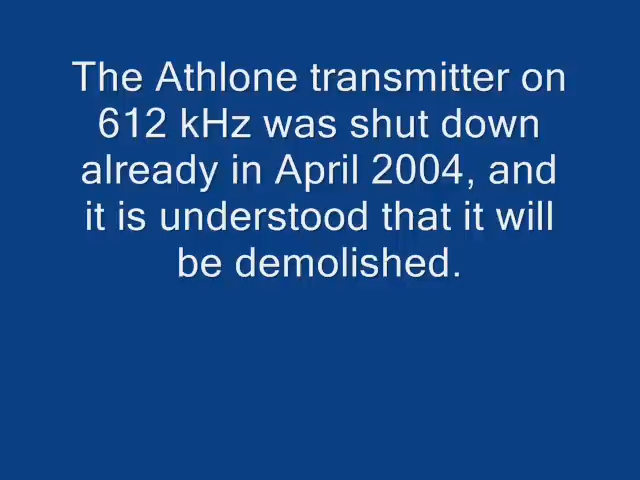 The Athlone transmitter on
612 kHz was shut down
already in April 2004, and
it is understood that it will
be demolished.